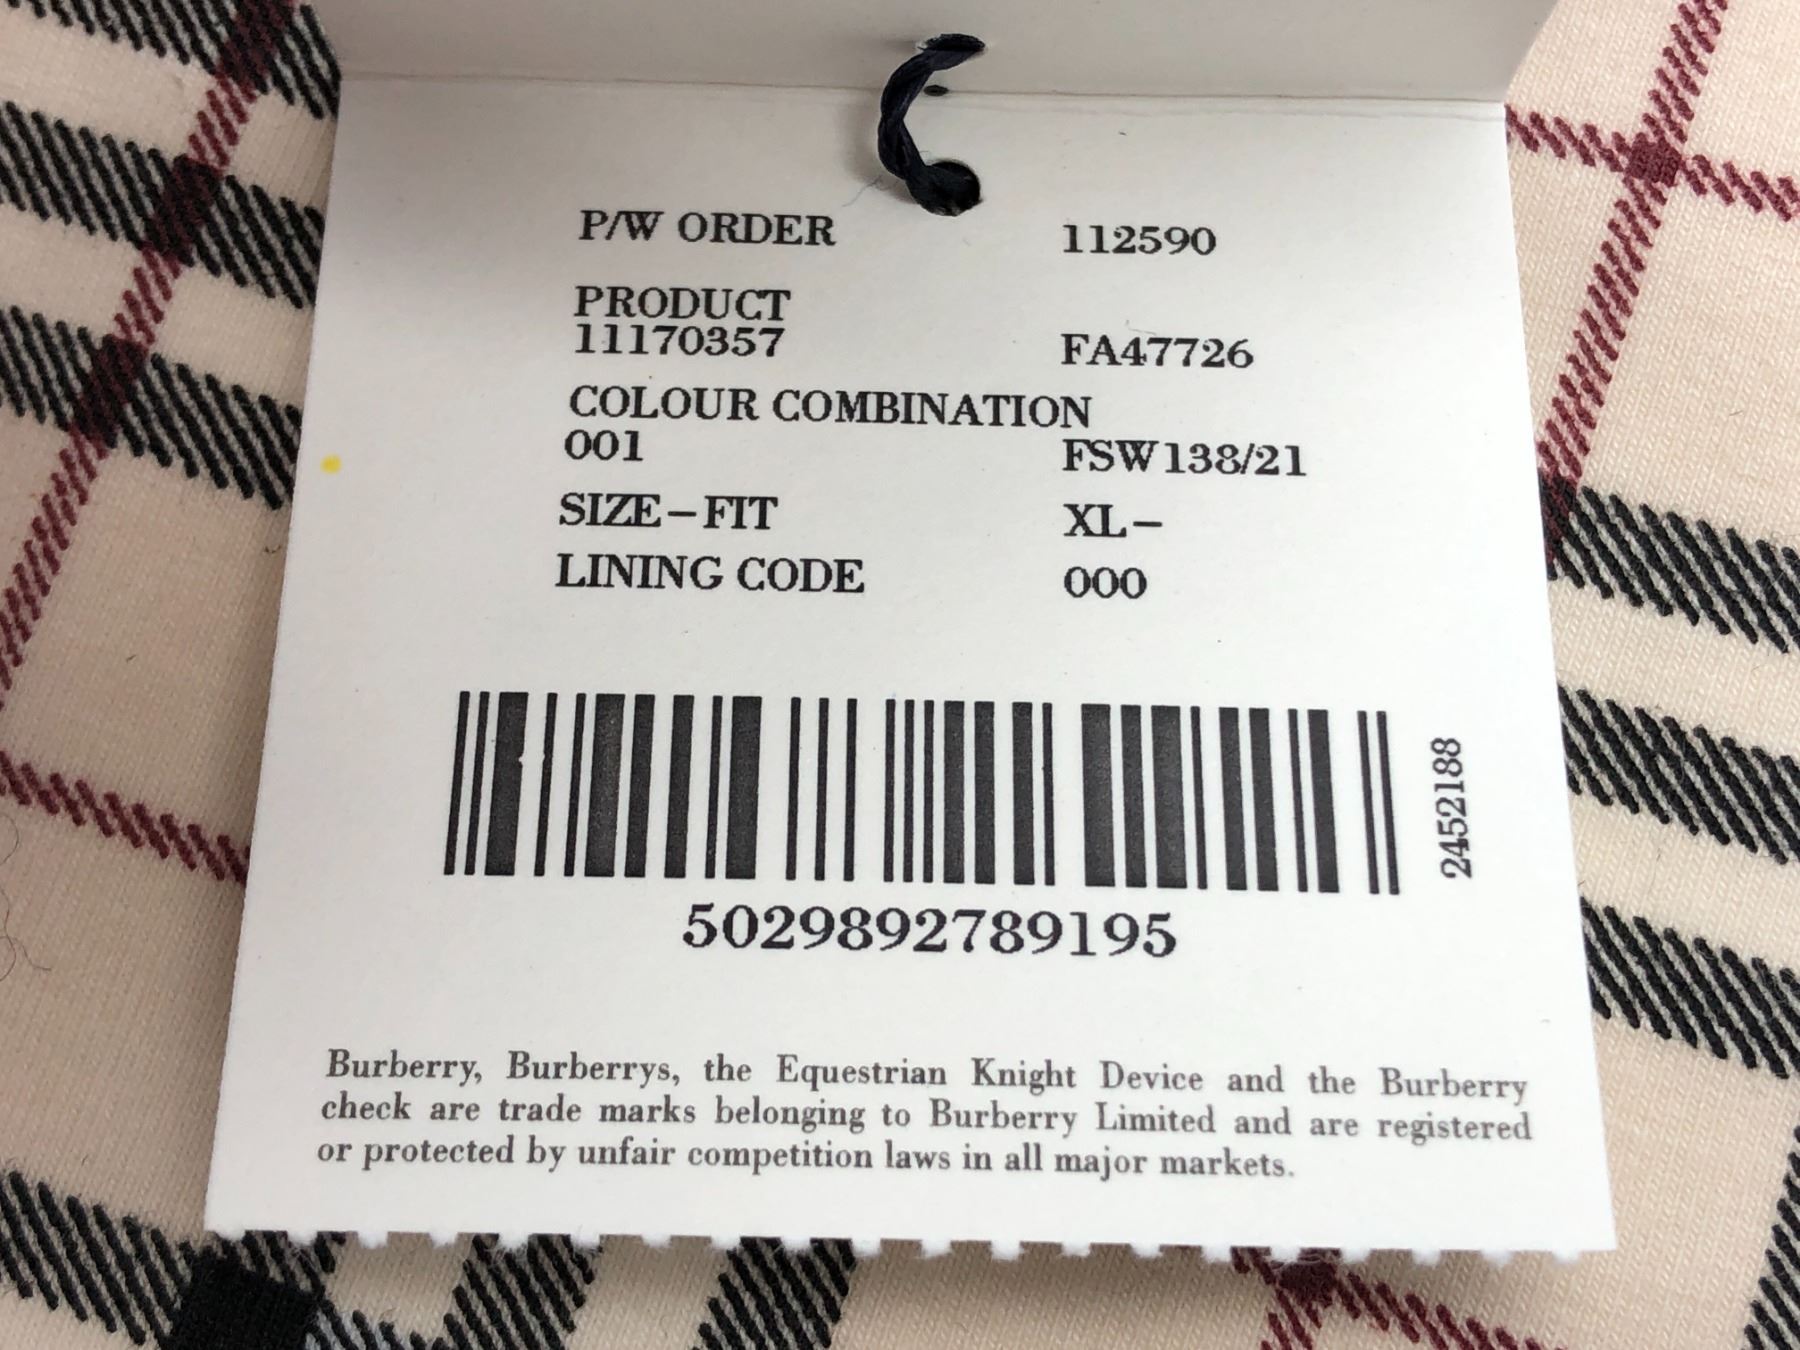 P/W ORDER 112590
PRODUCT
11170357 FA47726
COLOUR COMBINATION
001 FSW138/21
SIZE-FIT XL-
LINING CODE 000
2452188
5029892789195
Burberry, Burberrys, the Equestrian Knight Device and the Burberry
check are trade marks belonging to Burberry Limited and are registered
or protected by unfair competition laws in all major markets.